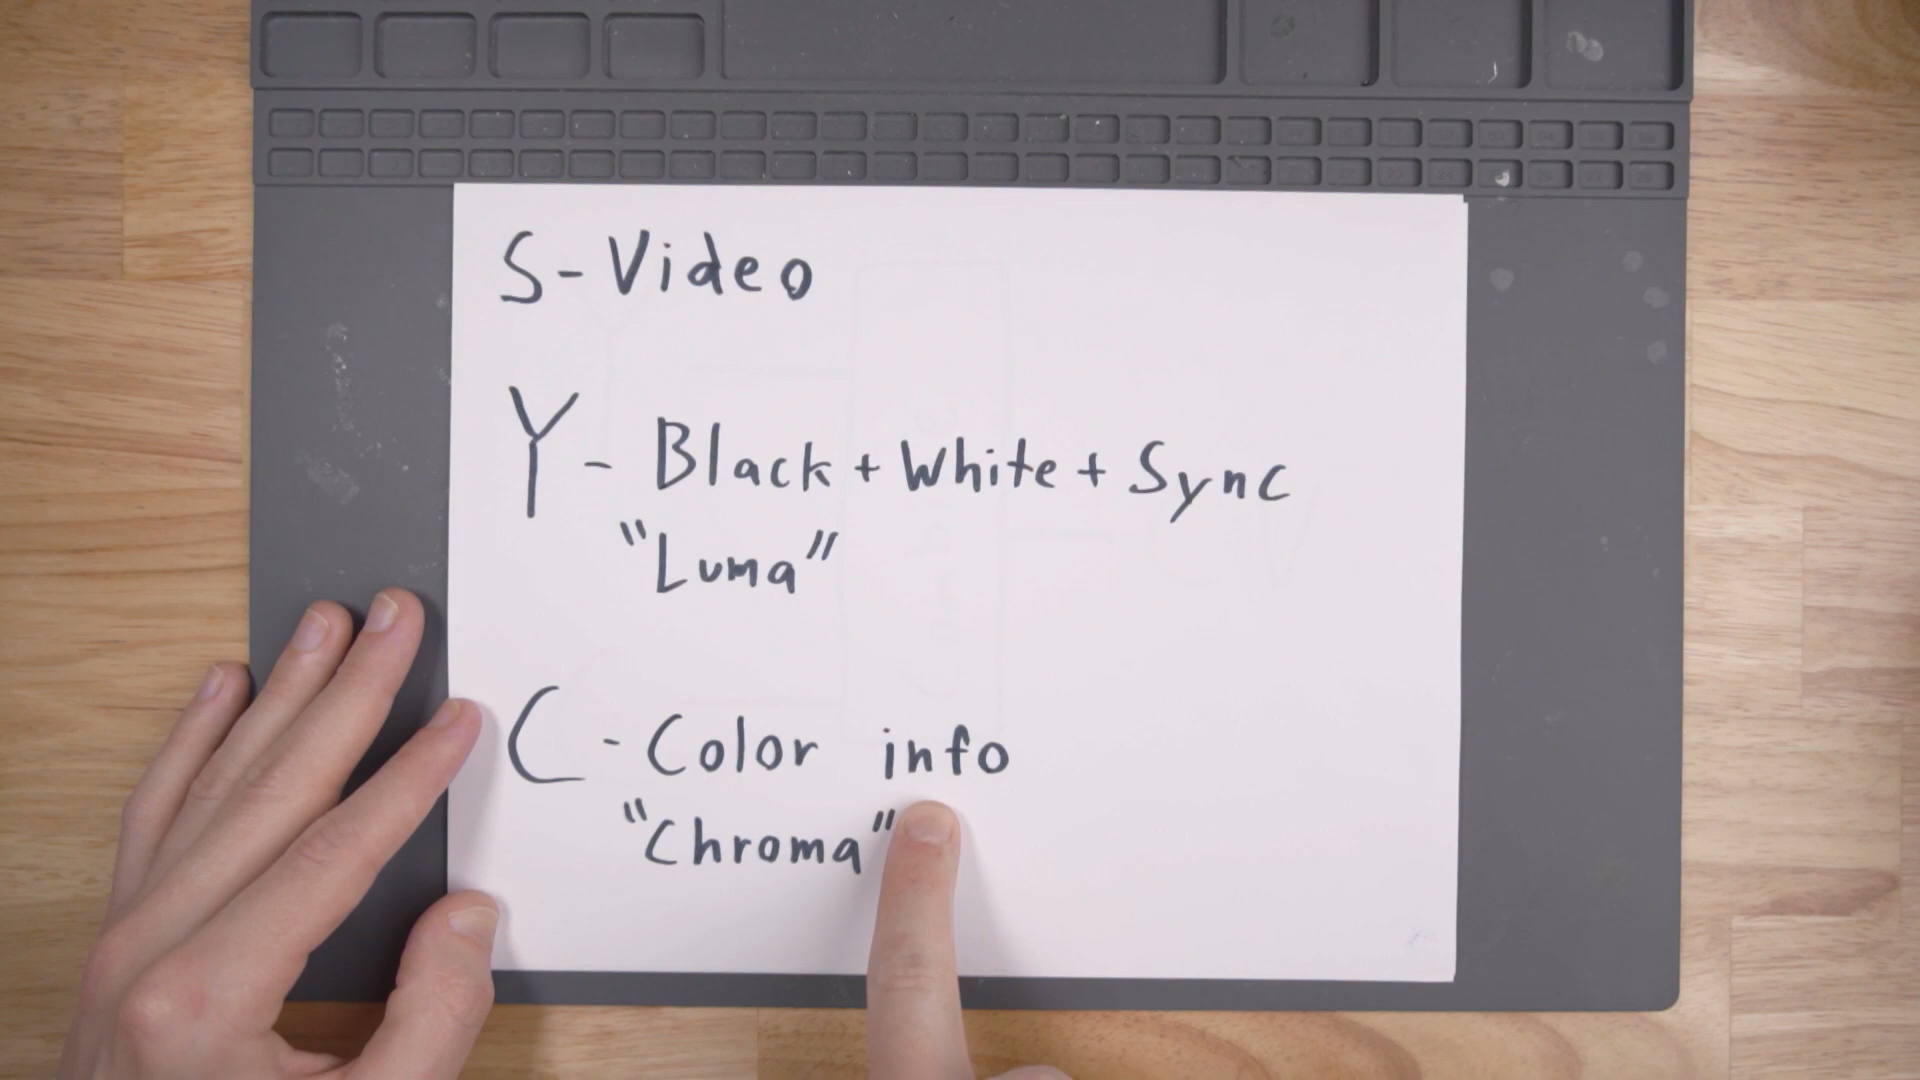 S-Video
Y - Black + White + Sync
"Luma"
C - Color info
"Chroma"